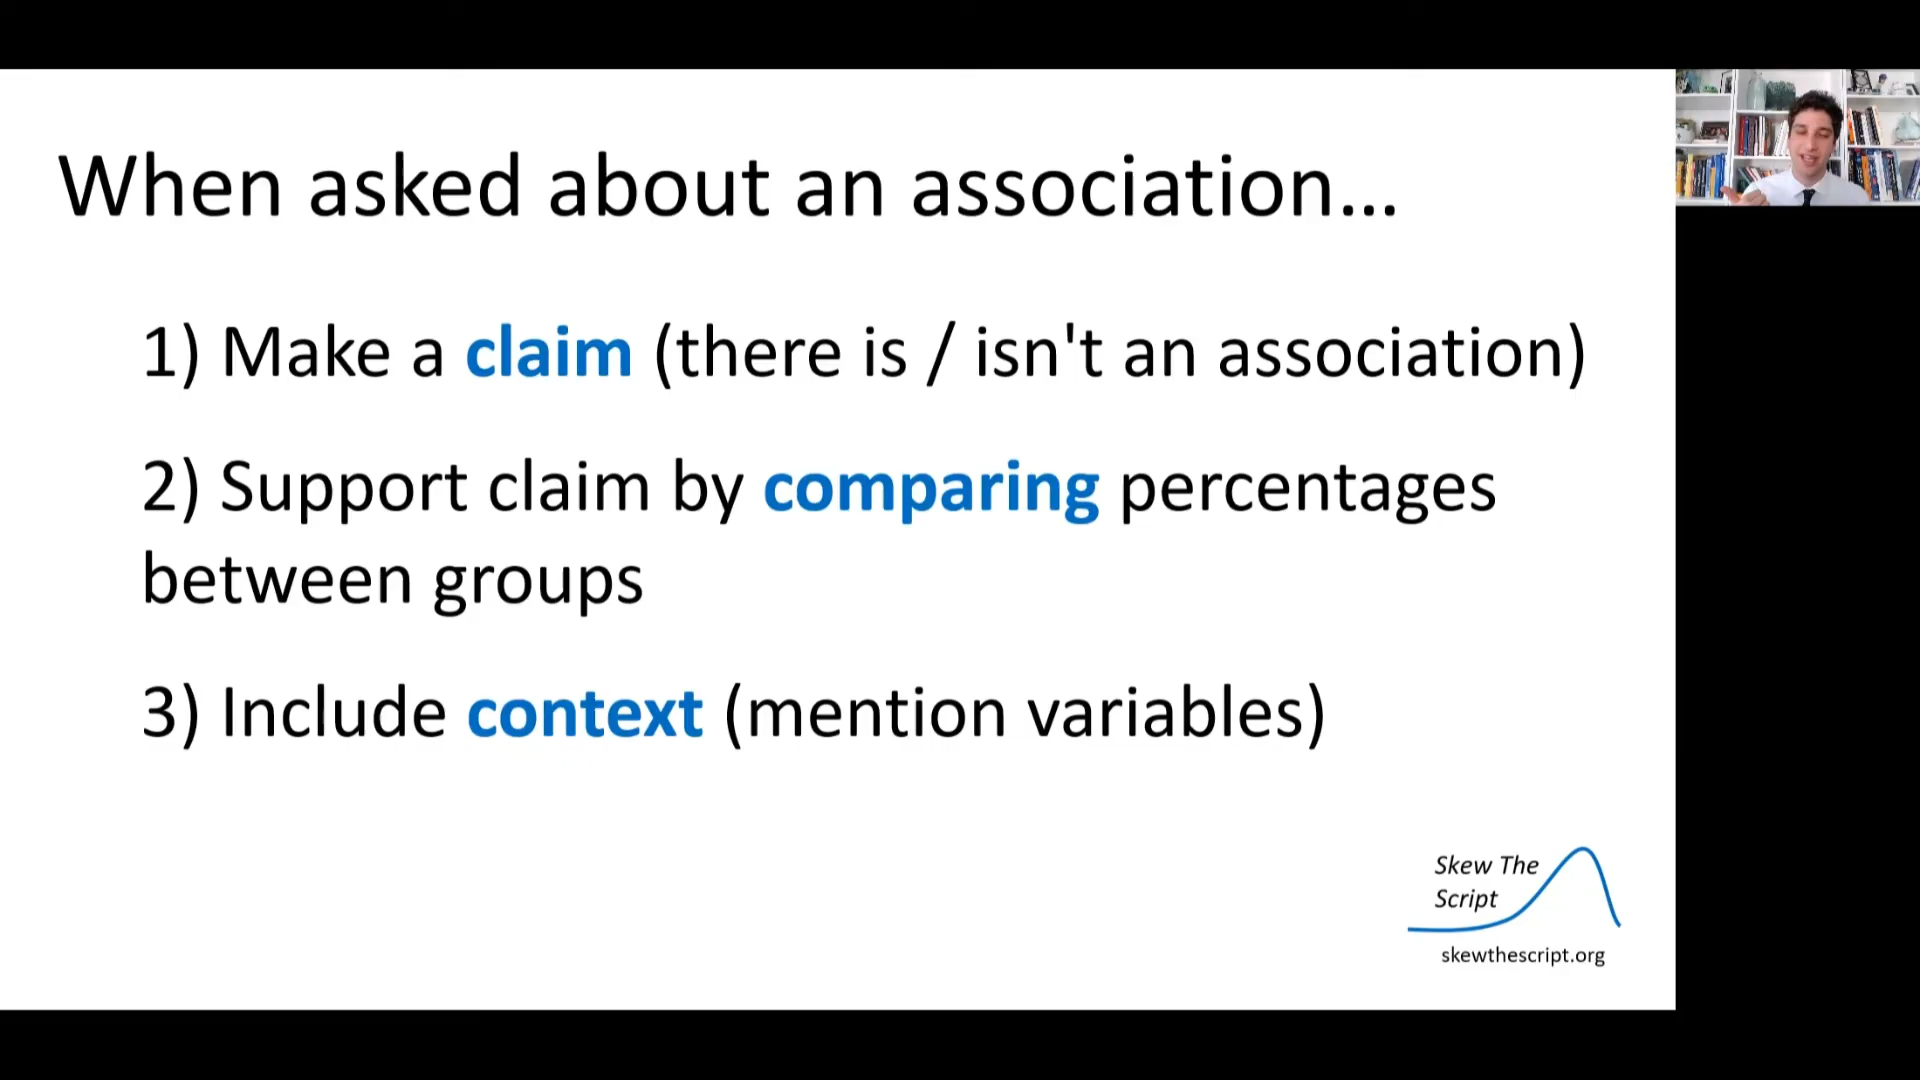 When asked about an association...
1) Make a claim (there is / isn't an association)
2) Support claim by comparing percentages
between groups
3) Include context (mention variables)
Skew The
Script
skewthescript.org